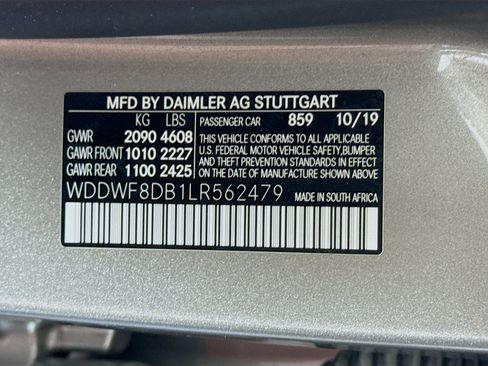 MFD BY DAIMLER AG STUTTGART
KG LBS PASSENGER CAR 859 10/19
GVWR 2090 4608 THIS VEHICLE CONFORMS TO ALL APPLICABLE
GAWR FRONT 1010 2227 U.S. FEDERAL MOTOR VEHICLE SAFETY, BUMPER
GAWR REAR 1100 2425 AND THEFT PREVENTION STANDARDS IN EFFECT ON THE
DATE OF MANUFACTURE SHOWN ABOVE.
WDDWF8DB1LR562479 MADE IN SOUTH AFRICA